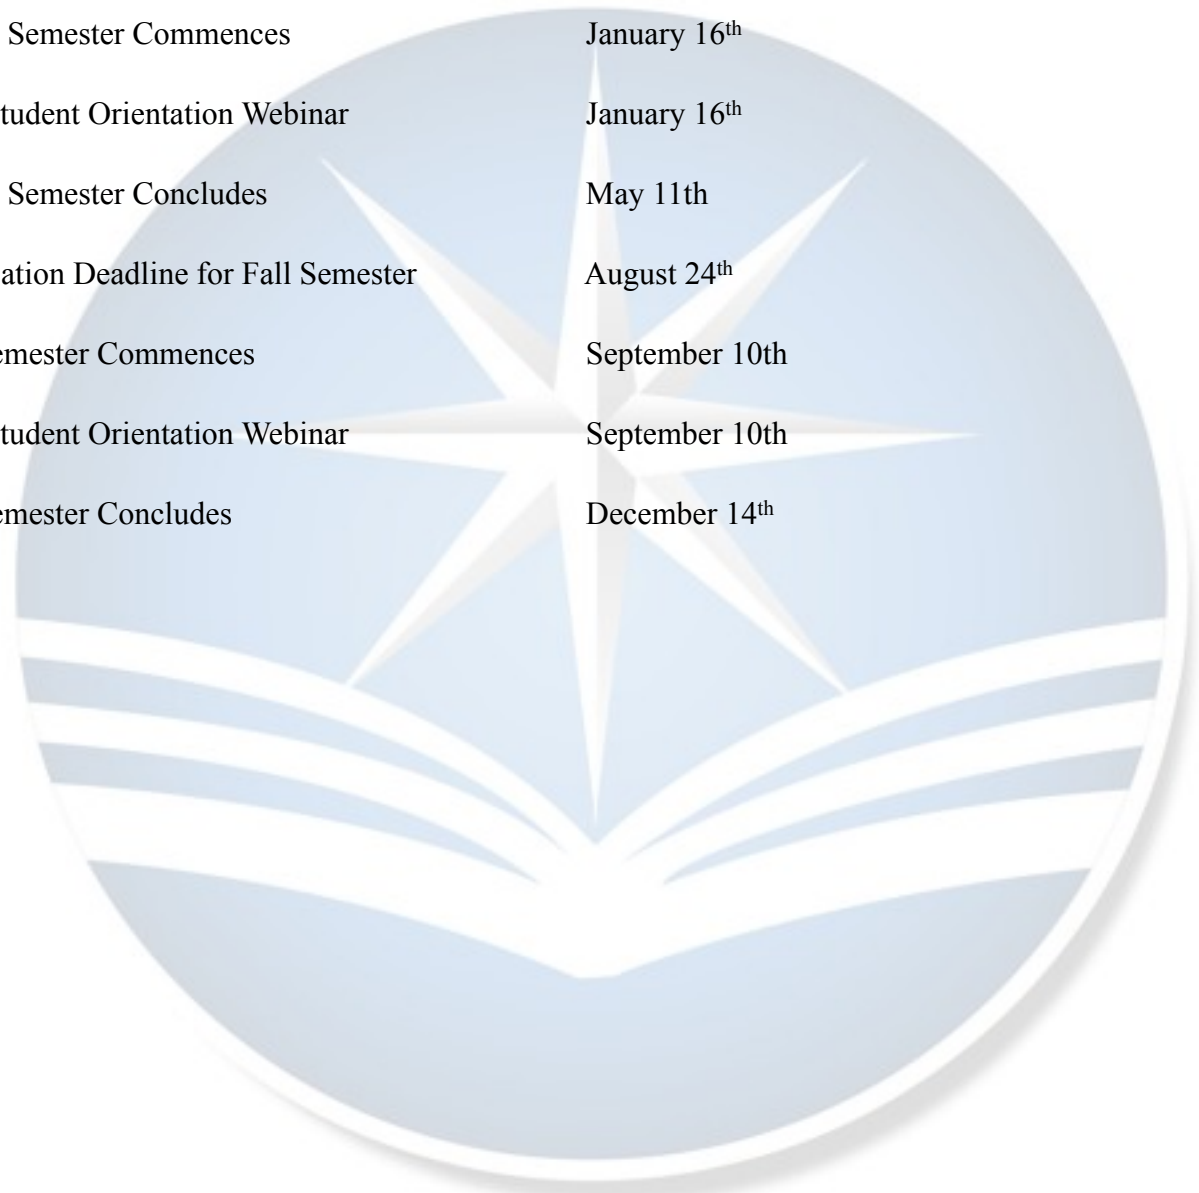 Semester Commences January 16th
tudent Orientation Webinar January 16th
Semester Concludes May 11th
ation Deadline for Fall Semester August 24th
emester Commences September 10th
tudent Orientation Webinar September 10th
emester Concludes December 14th